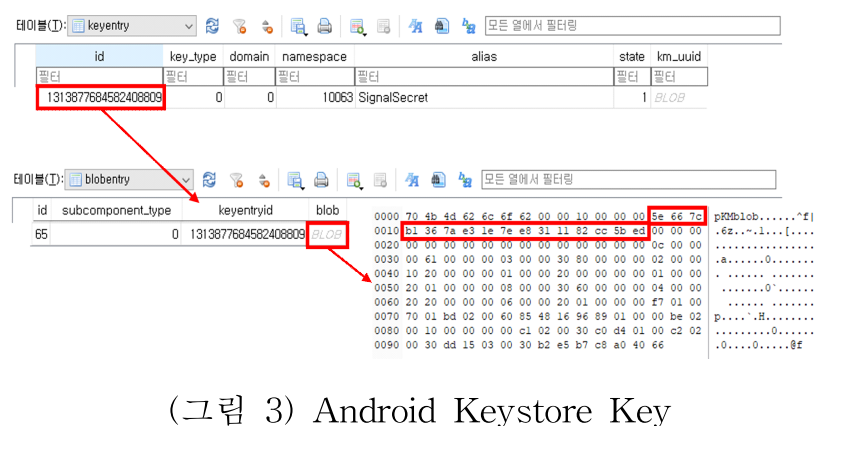 테이블(T): keyentry 모든 열에서 필터링
id key_type domain namespace alias state km_uuid
필터 필터 필터 필터 필터 필터 필터
1313877684582408809 0 0 10063 SignalSecret 1 BLOB
테이블(T): blobentry 모든 열에서 필터링
id subcomponent_type keyentryid blob
65 0 1313877684582408809 BLOB
0000 70 4b 4d 62 6c 6f 62 00 00 10 00 00 00 5e 66 7c pKMblob......^f|
0010 b1 36 7a e3 1e 7e e8 31 11 82 cc 5b ed 00 00 00 .6z..~.1...[....
0020 00 00 00 00 00 00 00 00 00 00 00 00 00 0c 00 00 ................
0030 00 61 00 00 00 03 00 00 30 80 00 00 00 02 00 00 .a......0.......
0040 10 20 00 00 00 01 00 00 20 00 00 00 01 00 00 . ...... .......
0050 20 01 00 00 00 08 00 00 30 60 00 00 00 04 00 00 .......0`......
0060 20 20 00 00 00 06 00 00 20 01 00 00 00 f7 01 00 ...... .......
0070 70 01 bd 02 00 60 85 48 16 96 89 01 00 00 be 02 p....`.H........
0080 00 10 00 00 00 00 c1 02 00 30 c0 d4 01 00 c2 02 .........0......
0090 00 30 dd 15 03 00 30 b2 e5 b7 c8 a0 40 66 .0....0.....@f
(그림 3) Android Keystore Key